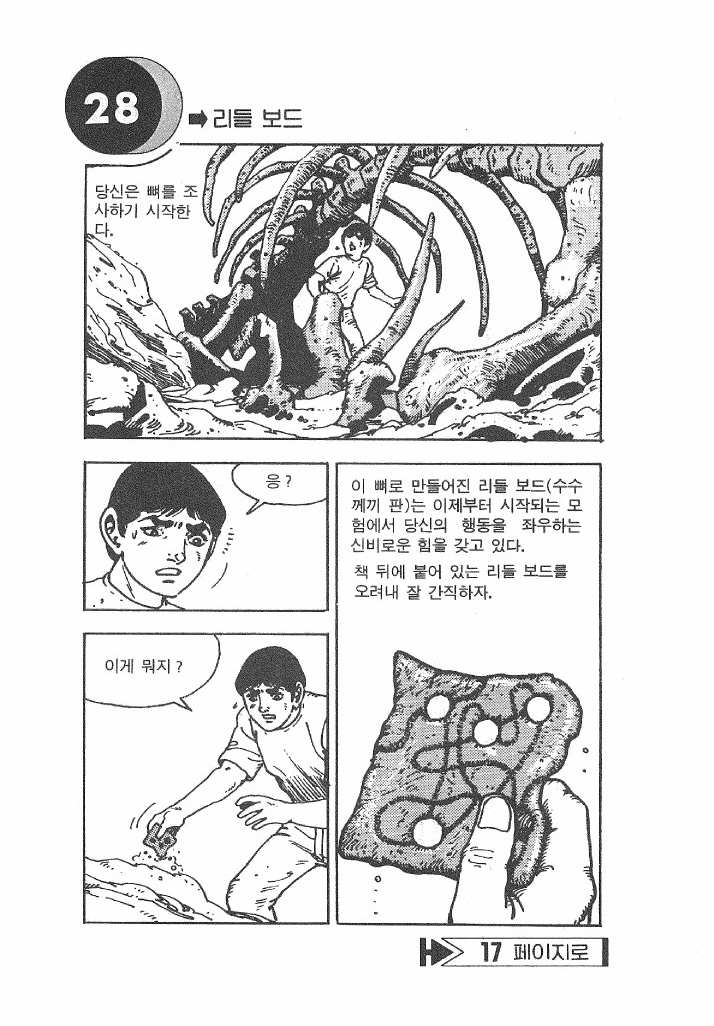 28
➡리들 보드
당신은 뼈를 조
사하기 시작한
다.
응?
이 뼈로 만들어진 리들 보드(수수
께끼 판)는 이제부터 시작되는 모
험에서 당신의 행동을 좌우하는
신비로운 힘을 갖고 있다.
책 뒤에 붙어 있는 리들 보드를
오려내 잘 간직하자.
이게 뭐지?
17 페이지로